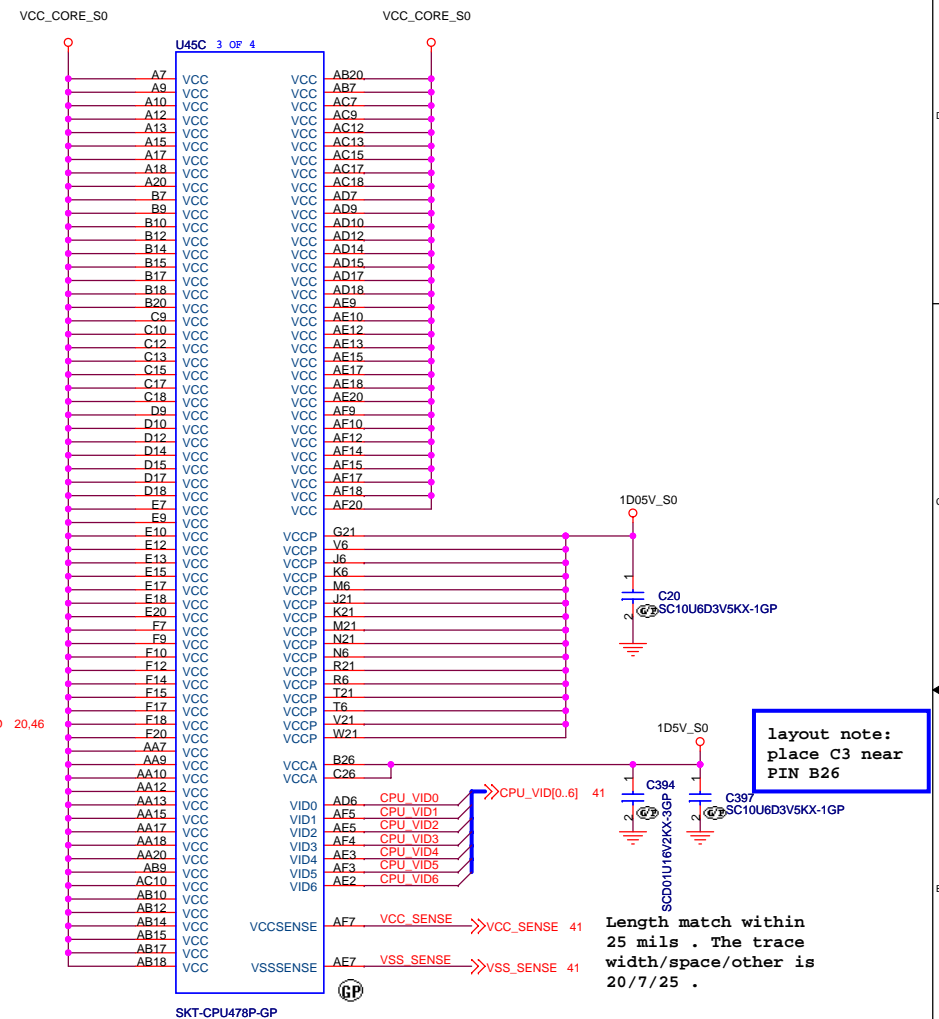 VCC_CORE_S0 VCC_CORE_S0
U45C 3 OF 4
A7 VCC VCC AB20
A9 VCC VCC AB7
A10 VCC VCC AC7
A12 VCC VCC AC9
A13 VCC VCC AC12
A15 VCC VCC AC13
A17 VCC VCC AC15
A18 VCC VCC AC17
A20 VCC VCC AC18
B7 VCC VCC AD7
B9 VCC VCC AD9
B10 VCC VCC AD10
B12 VCC VCC AD12
B14 VCC VCC AD14
B15 VCC VCC AD15
B17 VCC VCC AD17
B18 VCC VCC AD18
B20 VCC VCC AE9
C9 VCC VCC AE10
C10 VCC VCC AE12
C12 VCC VCC AE13
C13 VCC VCC AE15
C15 VCC VCC AE17
C17 VCC VCC AE18
C18 VCC VCC AE20
D9 VCC VCC AF9
D10 VCC VCC AF10
D12 VCC VCC AF12
D14 VCC VCC AF14
D15 VCC VCC AF15
D17 VCC VCC AF17
D18 VCC VCC AF18
E7 VCC VCC AF20
E9 VCC
1D05V_S0
E10 VCC VCCP G21
E12 VCC VCCP V6
E13 VCC VCCP J6
E15 VCC VCCP K6
E17 VCC VCCP M6
E18 VCC VCCP J21
E20 VCC VCCP K21
F7 VCC VCCP M21
F9 VCC VCCP N21
F10 VCC VCCP N6
F12 VCC VCCP R21
F14 VCC VCCP R6
F15 VCC VCCP T21
F17 VCC VCCP T6
F18 VCC VCCP V21
F20 VCC VCCP W21
1 2 C20
GP SC10U6D3V5KX-1GP
20,46
AA7 VCC
AA9 VCC VCCA B26
AA10 VCC VCCA C26
AA12 VCC
AA13 VCC VID0 AD6 CPU_VID0
AA15 VCC VID1 AF5 CPU_VID1
AA17 VCC VID2 AE5 CPU_VID2
AA18 VCC VID3 AF4 CPU_VID3
AA20 VCC VID4 AE3 CPU_VID4
AB9 VCC VID5 AF3 CPU_VID5
AC10 VCC VID6 AE2 CPU_VID6
AB10 VCC
AB12 VCC
AB14 VCC VCCSENSE AF7 VCC_SENSE VCC_SENSE 41
AB15 VCC
AB17 VCC
AB18 VCC VSSSENSE AE7 VSS_SENSE VSS_SENSE 41
CPU_VID[0..6] 41
1D5V_S0
1 2 C394
GP SCD01U16V2KX-3GP
1 2 C397
GP SC10U6D3V5KX-1GP
layout note:
place C3 near
PIN B26
Length match within
25 mils . The trace
width/space/other is
20/7/25 .
GP
SKT-CPU478P-GP